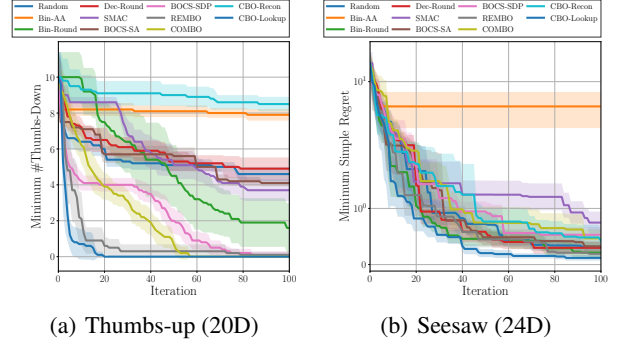 Random Dec-Round BOCS-SDP CBO-Recon
Bin-AA SMAC REMBO CBO-Lookup
Bin-Round BOCS-SA COMBO
Minimum #Thumbs-Down
10
8
6
4
2
0
0 20 40 60 80 100
Iteration
(a) Thumbs-up (20D)
Random Dec-Round BOCS-SDP CBO-Recon
Bin-AA SMAC REMBO CBO-Lookup
Bin-Round BOCS-SA COMBO
Minimum Simple Regret
10¹
10⁰
0 20 40 60 80 100
Iteration
(b) Seesaw (24D)